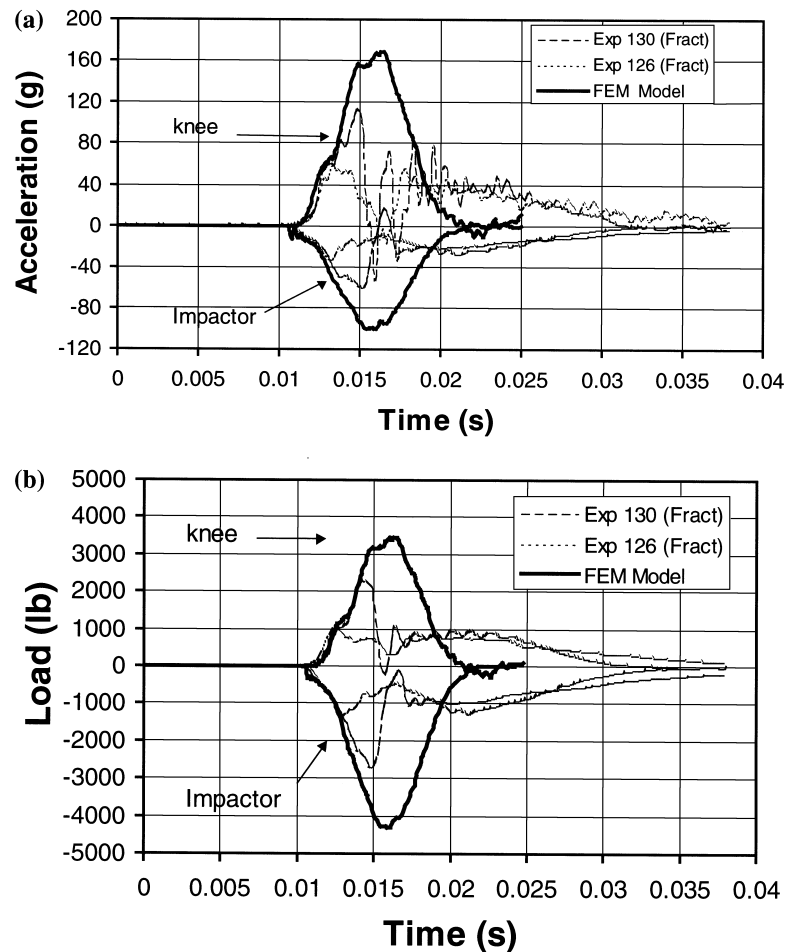 (a)
200
160
120
80
40
0
-40
-80
-120
Acceleration (g)
Exp 130 (Fract)
Exp 126 (Fract)
FEM Model
knee
Impactor
0 0.005 0.01 0.015 0.02 0.025 0.03 0.035 0.04
Time (s)
(b)
5000
4000
3000
2000
1000
0
-1000
-2000
-3000
-4000
-5000
Load (lb)
Exp 130 (Fract)
Exp 126 (Fract)
FEM Model
knee
Impactor
0 0.005 0.01 0.015 0.02 0.025 0.03 0.035 0.04
Time (s)